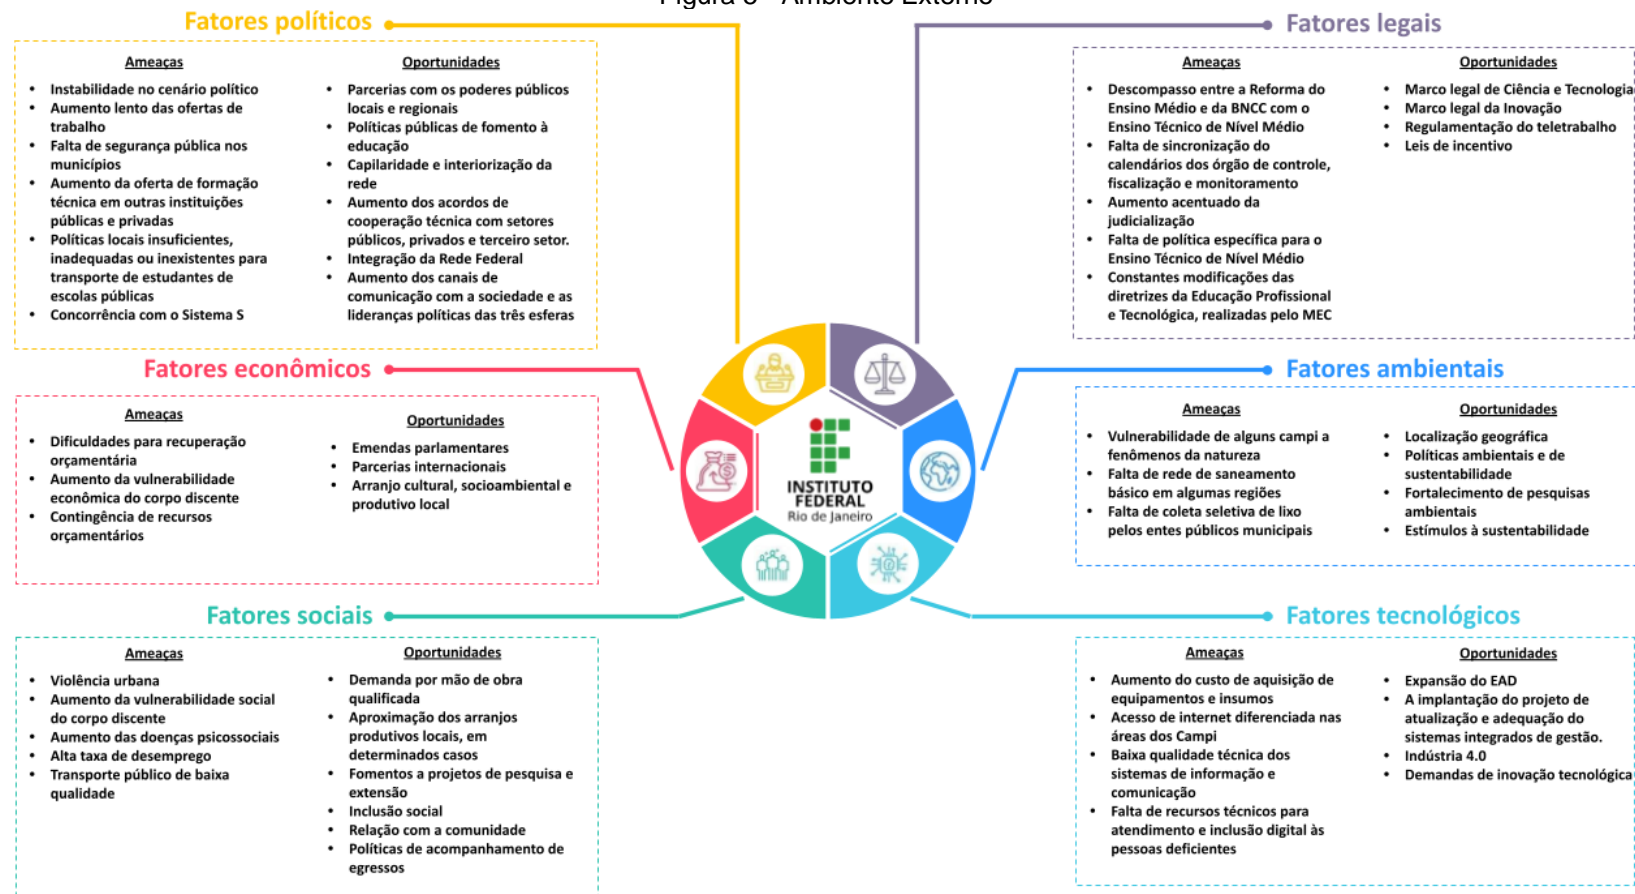 Figura 3 - Ambiente Externo
Fatores políticos
Ameaças
• Instabilidade no cenário político
• Aumento lento das ofertas de
trabalho
• Falta de segurança pública nos
municípios
• Aumento da oferta de formação
técnica em outras instituições
públicas e privadas
• Políticas locais insuficientes,
inadequadas ou inexistentes para
transporte de estudantes de
escolas públicas
• Concorrência com o Sistema S
Oportunidades
• Parcerias com os poderes públicos
locais e regionais
• Políticas públicas de fomento à
educação
• Capilaridade e interiorização da
rede
• Aumento dos acordos de
cooperação técnica com setores
públicos, privados e terceiro setor.
• Integração da Rede Federal
• Aumento dos canais de
comunicação com a sociedade e as
lideranças políticas das três esferas
Fatores legais
Ameaças
• Descompasso entre a Reforma do
Ensino Médio e da BNCC com o
Ensino Técnico de Nível Médio
• Falta de sincronização do
calendários dos órgão de controle,
fiscalização e monitoramento
• Aumento acentuado da
judicialização
• Falta de política específica para o
Ensino Técnico de Nível Médio
• Constantes modificações das
diretrizes da Educação Profissional
e Tecnológica, realizadas pelo MEC
Oportunidades
• Marco legal de Ciência e Tecnologia
• Marco legal da Inovação
• Regulamentação do teletrabalho
• Leis de incentivo
Fatores econômicos
Ameaças
• Dificuldades para recuperação
orçamentária
• Aumento da vulnerabilidade
econômica do corpo discente
• Contingência de recursos
orçamentários
Oportunidades
• Emendas parlamentares
• Parcerias internacionais
• Arranjo cultural, socioambiental e
produtivo local
INSTITUTO
FEDERAL
Rio de Janeiro
Fatores ambientais
Ameaças
• Vulnerabilidade de alguns campi a
fenômenos da natureza
• Falta de rede de saneamento
básico em algumas regiões
• Falta de coleta seletiva de lixo
pelos entes públicos municipais
Oportunidades
• Localização geográfica
• Políticas ambientais e de
sustentabilidade
• Fortalecimento de pesquisas
ambientais
• Estímulos à sustentabilidade
Fatores sociais
Ameaças
• Violência urbana
• Aumento da vulnerabilidade social
do corpo discente
• Aumento das doenças psicossociais
• Alta taxa de desemprego
• Transporte público de baixa
qualidade
Oportunidades
• Demanda por mão de obra
qualificada
• Aproximação dos arranjos
produtivos locais, em
determinados casos
• Fomentos a projetos de pesquisa e
extensão
• Inclusão social
• Relação com a comunidade
• Políticas de acompanhamento de
egressos
Fatores tecnológicos
Ameaças
• Aumento do custo de aquisição de
equipamentos e insumos
• Acesso de internet diferenciada nas
áreas dos Campi
• Baixa qualidade técnica dos
sistemas de informação e
comunicação
• Falta de recursos técnicos para
atendimento e inclusão digital às
pessoas deficientes
Oportunidades
• Expansão do EAD
• A implantação do projeto de
atualização e adequação do
sistemas integrados de gestão.
• Indústria 4.0
• Demandas de inovação tecnológica